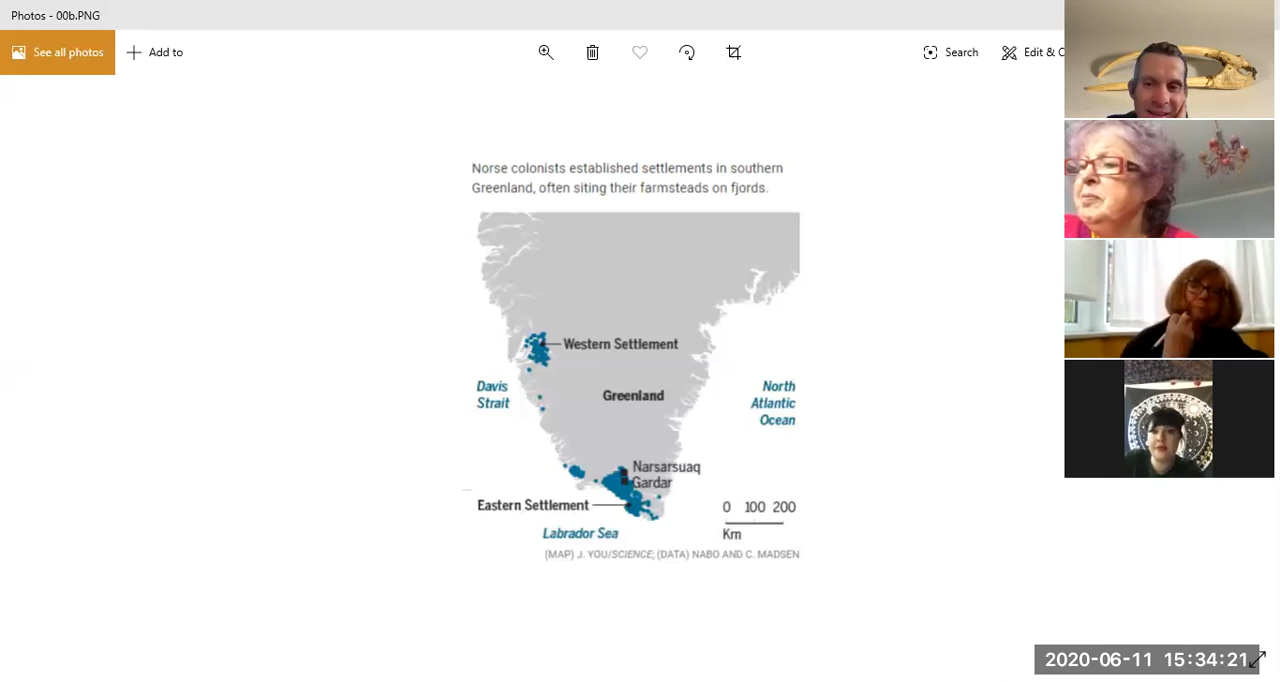 Photos - 00b.PNG
See all photos
Add to
Search
Edit & C
Norse colonists established settlements in southern
Greenland, often siting their farmsteads on fjords.
Western Settlement
Davis
Strait
Greenland
North
Atlantic
Ocean
Narsarsuaq
Gardar
Eastern Settlement
0 100 200
Km
Labrador Sea
(MAP) J. YOU/SCIENCE; (DATA) NABO AND C. MADSEN
2020-06-11 15:34:21